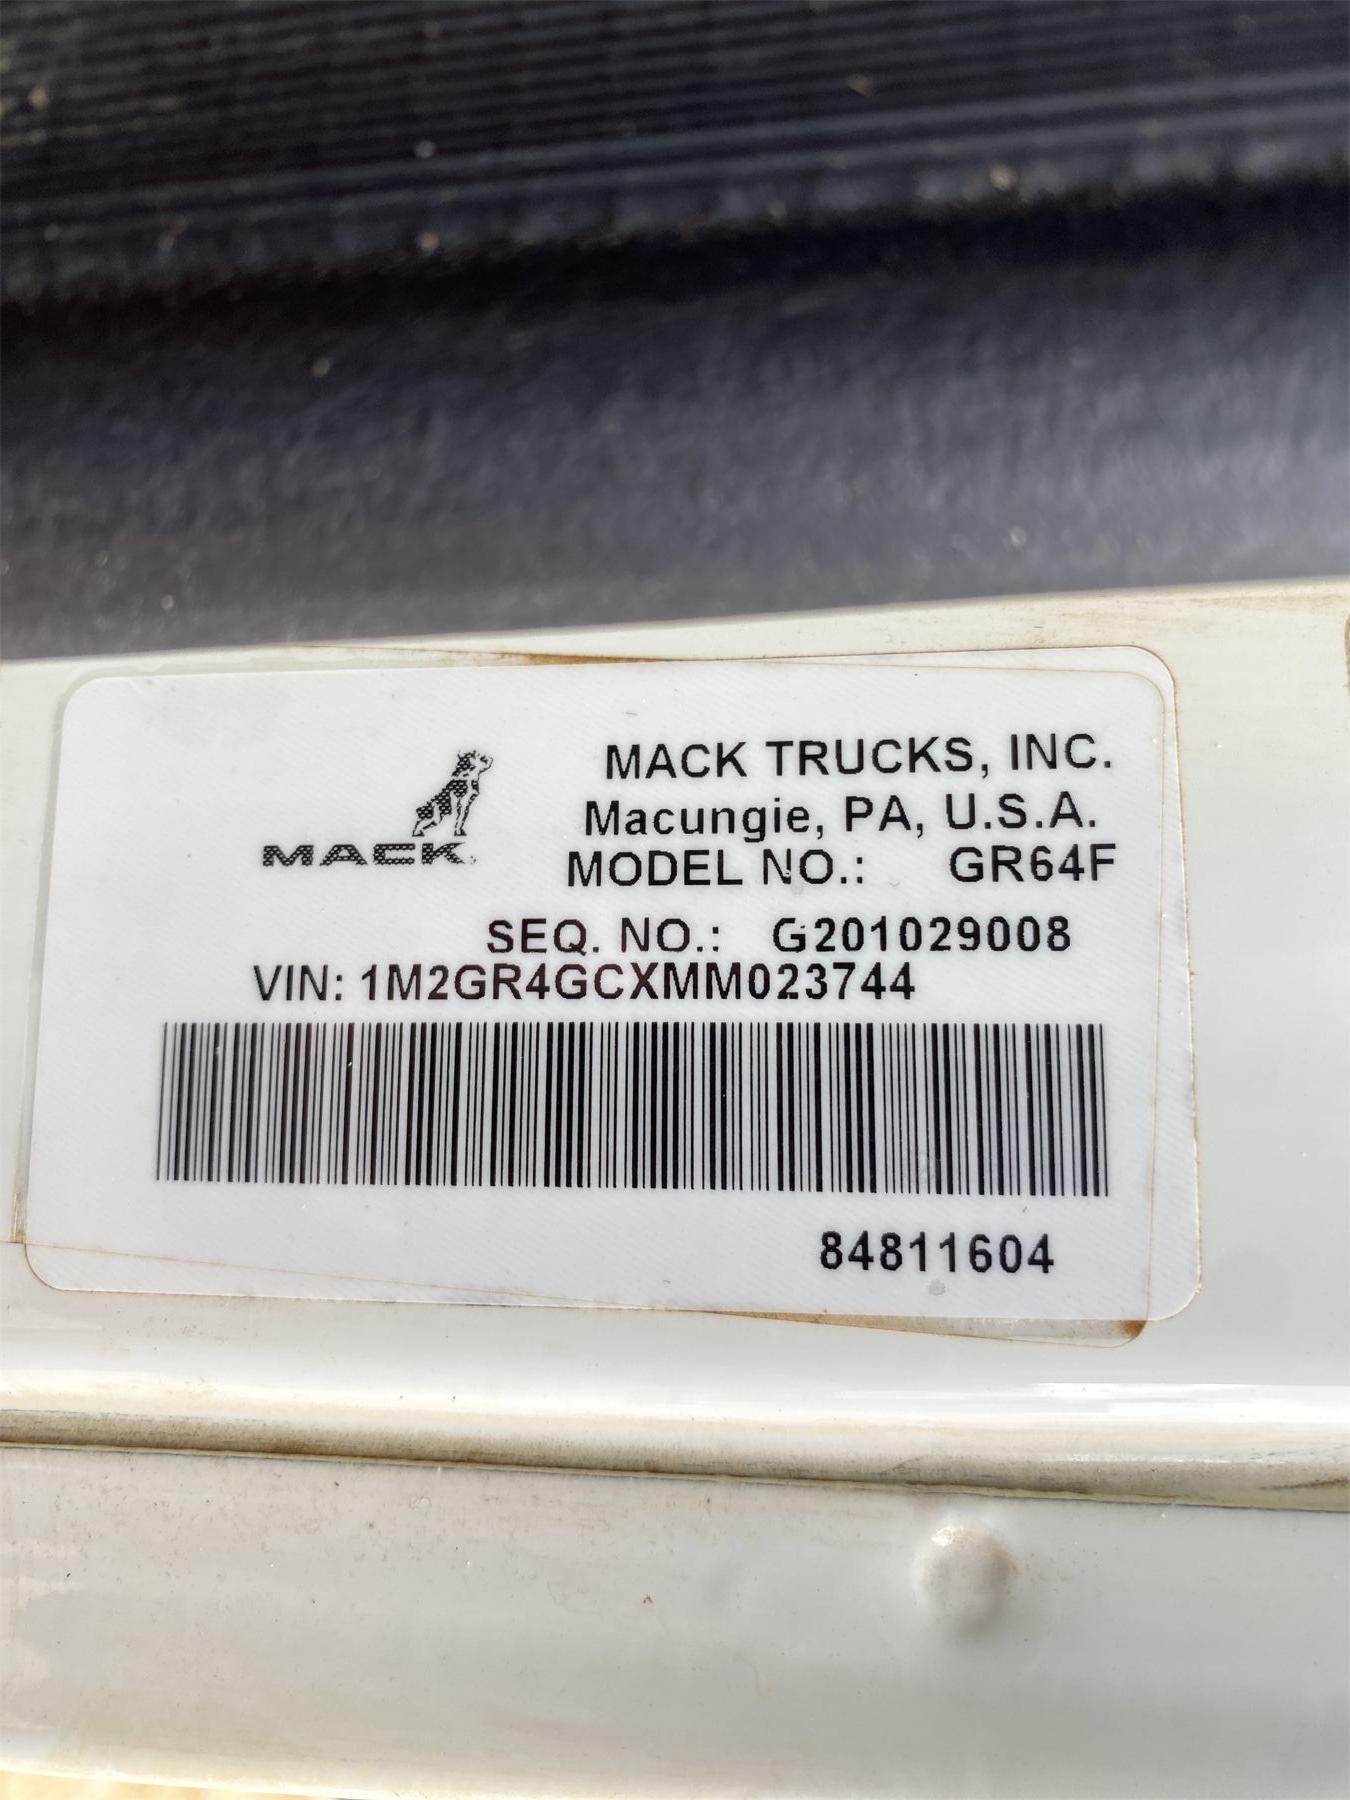 MACK
MACK TRUCKS, INC.
Macungie, PA, U.S.A.
MODEL NO.: GR64F
SEQ. NO.: G201029008
VIN: 1M2GR4GCXMM023744
84811604